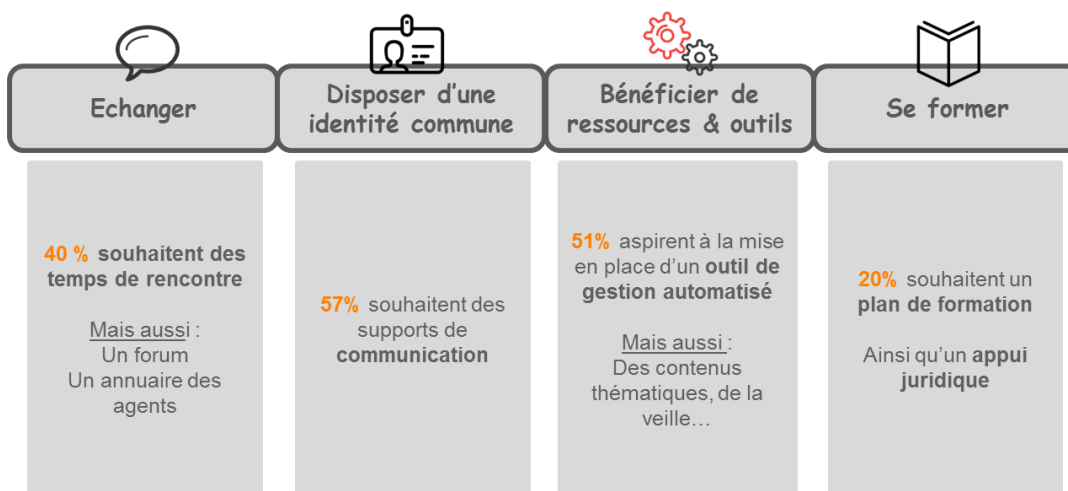 Echanger
Disposer d'une
identité commune
Bénéficier de
ressources & outils
Se former
40 % souhaitent des
temps de rencontre
Mais aussi :
Un forum
Un annuaire des
agents
57% souhaitent des
supports de
communication
51% aspirent à la mise
en place d'un outil de
gestion automatisé
Mais aussi :
Des contenus
thématiques, de la
veille…
20% souhaitent un
plan de formation
Ainsi qu'un appui
juridique